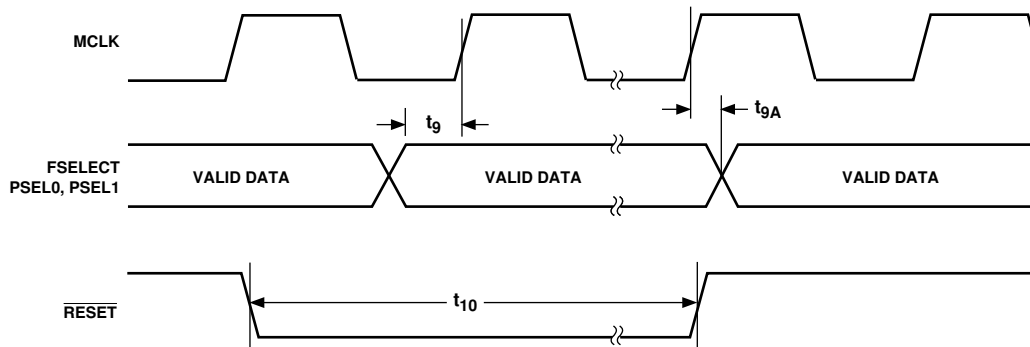 MCLK
t9A
t9
FSELECT
PSEL0, PSEL1
VALID DATA
VALID DATA
VALID DATA
t10
RESET